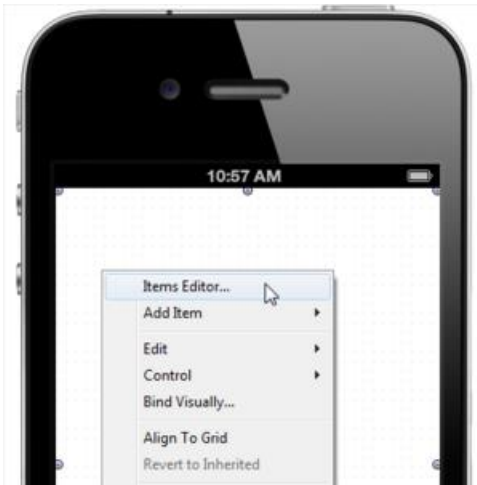 10:57 AM
Items Editor...
Add Item
Edit
Control
Bind Visually...
Align To Grid
Revert to Inherited